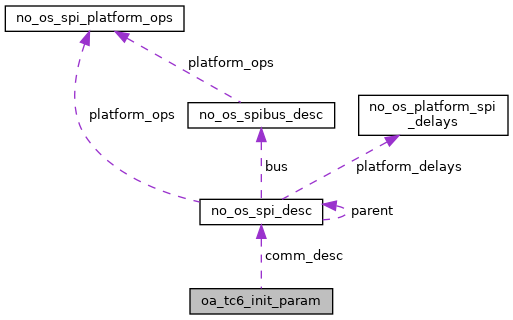 no_os_spi_platform_ops
platform_ops
platform_ops
no_os_spibus_desc
no_os_platform_spi
_delays
bus
platform_delays
no_os_spi_desc
parent
comm_desc
oa_tc6_init_param